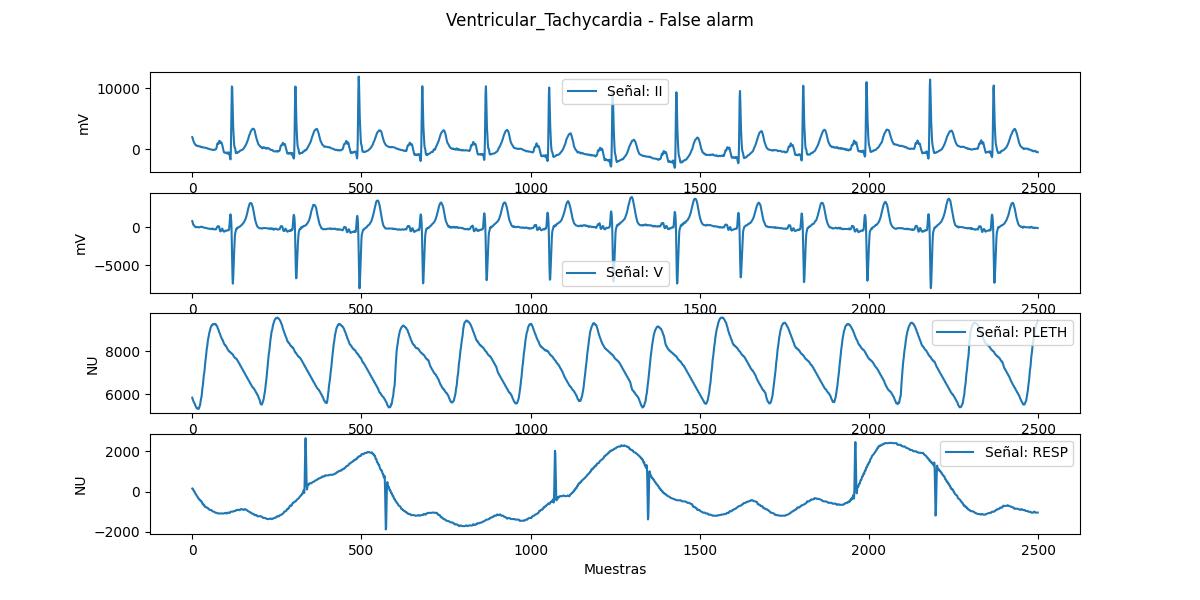 Ventricular_Tachycardia - False alarm
10000
0
mV
Señal: II
0 500 1000 1500 2000 2500
0
−5000
mV
Señal: V
0 500 1000 1500 2000 2500
8000
6000
NU
Señal: PLETH
0 500 1000 1500 2000 2500
2000
0
−2000
NU
Señal: RESP
0 500 1000 1500 2000 2500
Muestras